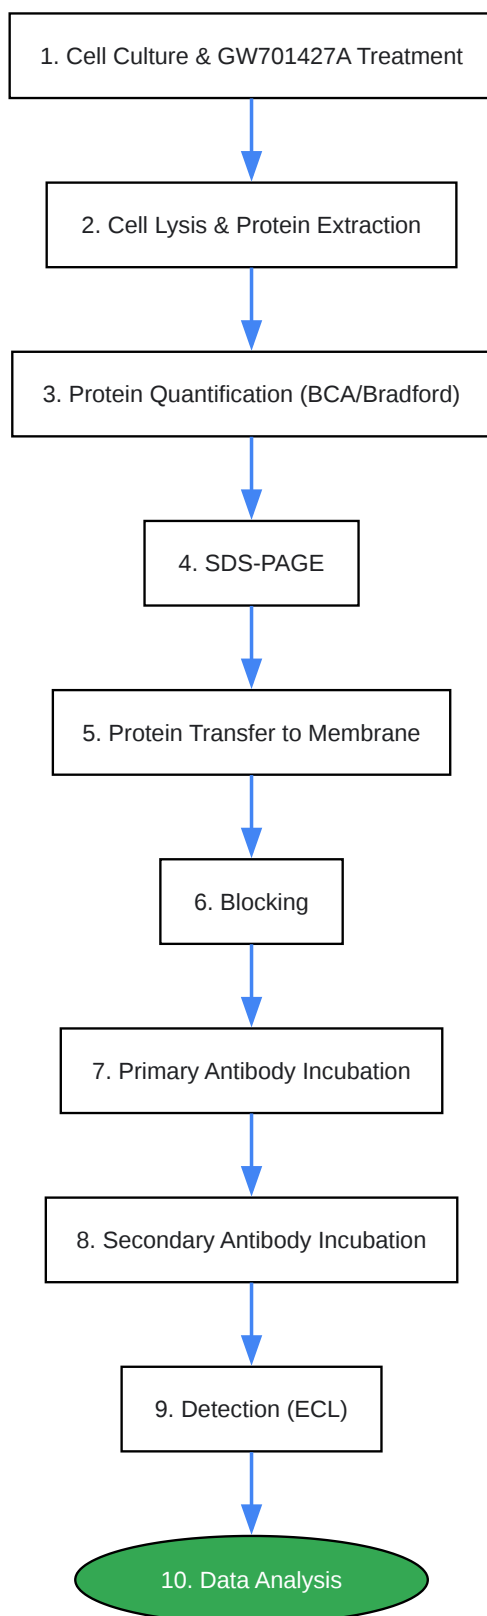 1. Cell Culture & GW701427A Treatment
2. Cell Lysis & Protein Extraction
3. Protein Quantification (BCA/Bradford)
4. SDS-PAGE
5. Protein Transfer to Membrane
6. Blocking
7. Primary Antibody Incubation
8. Secondary Antibody Incubation
9. Detection (ECL)
10. Data Analysis